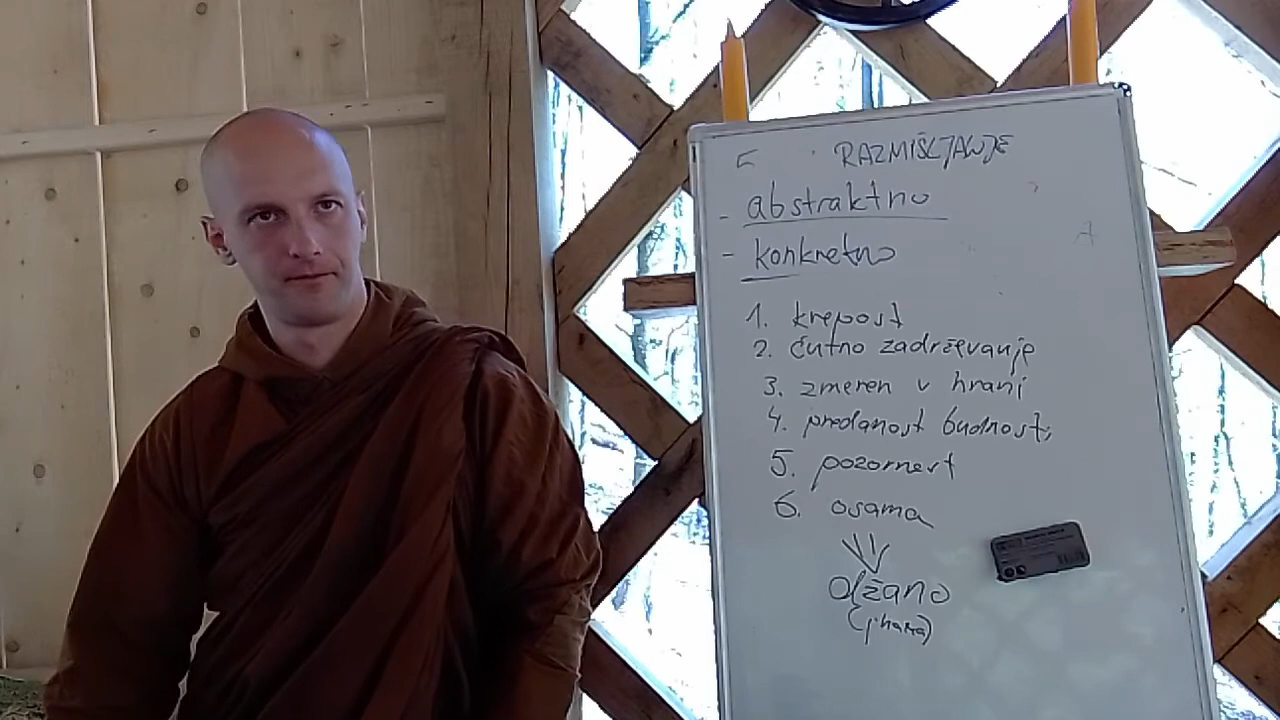 RAZMIŠLJANJE
- abstraktno
- konkretno
1. krepost
2. čutno zadrževanje
3. zmeren v hrani
4. predanost budnosti
5. pozornost
6. osama
džano
(jhana)